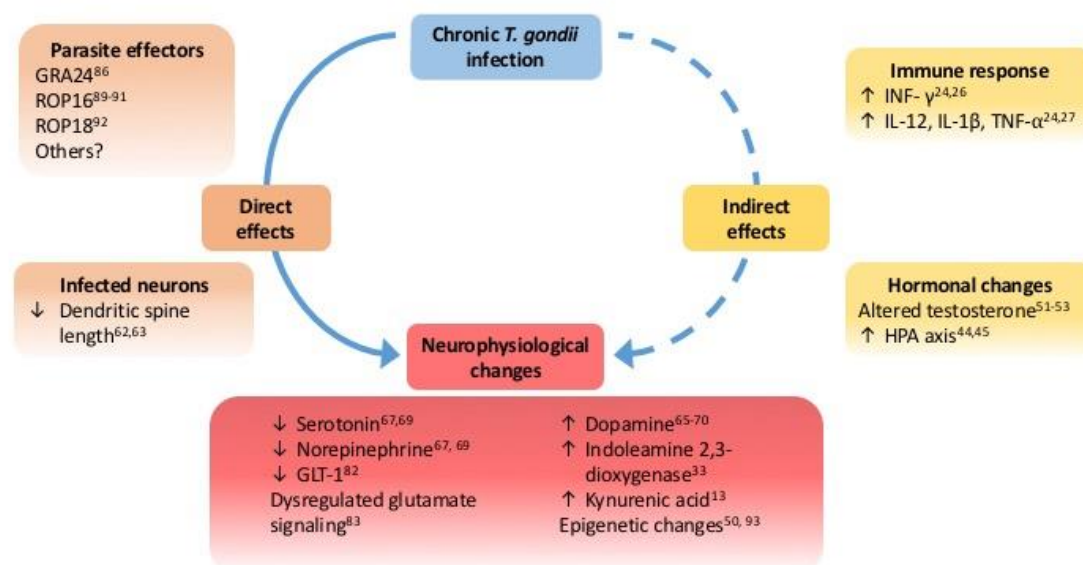 Chronic T. gondii
infection
Parasite effectors
GRA24⁸⁶
ROP16⁸⁹⁻⁹¹
ROP18⁹²
Others?
Immune response
↑ INF- γ²⁴,²⁶
↑ IL-12, IL-1β, TNF-α²⁴,²⁷
Direct
effects
Indirect
effects
Infected neurons
↓ Dendritic spine
length⁶²,⁶³
Hormonal changes
Altered testosterone⁵¹⁻⁵³
↑ HPA axis⁴⁴,⁴⁵
Neurophysiological
changes
↓ Serotonin⁶⁷,⁶⁹
↓ Norepinephrine⁶⁷, ⁶⁹
↓ GLT-1⁸²
Dysregulated glutamate
signaling⁸³
↑ Dopamine⁶⁵⁻⁷⁰
↑ Indoleamine 2,3-
dioxygenase³³
↑ Kynurenic acid¹³
Epigenetic changes⁵⁰, ⁹³